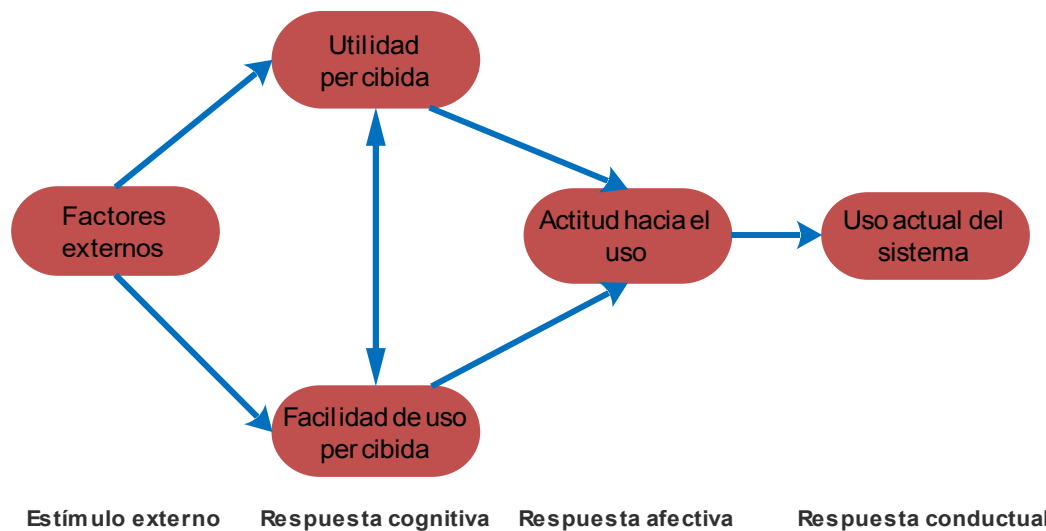 Utilidad
percibida
Factores
externos
Actitud hacia el
uso
Uso actual del
sistema
Facilidad de uso
percibida
Estímulo externo
Respuesta cognitiva
Respuesta afectiva
Respuesta conductual